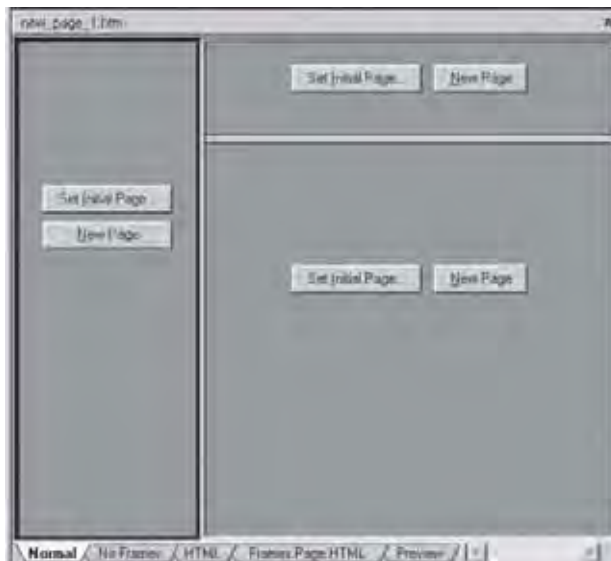 new_page_1.htm
Set Initial Page... New Page
Set Initial Page...
New Page
Set Initial Page... New Page
Normal No Frames HTML Frames Page HTML Preview